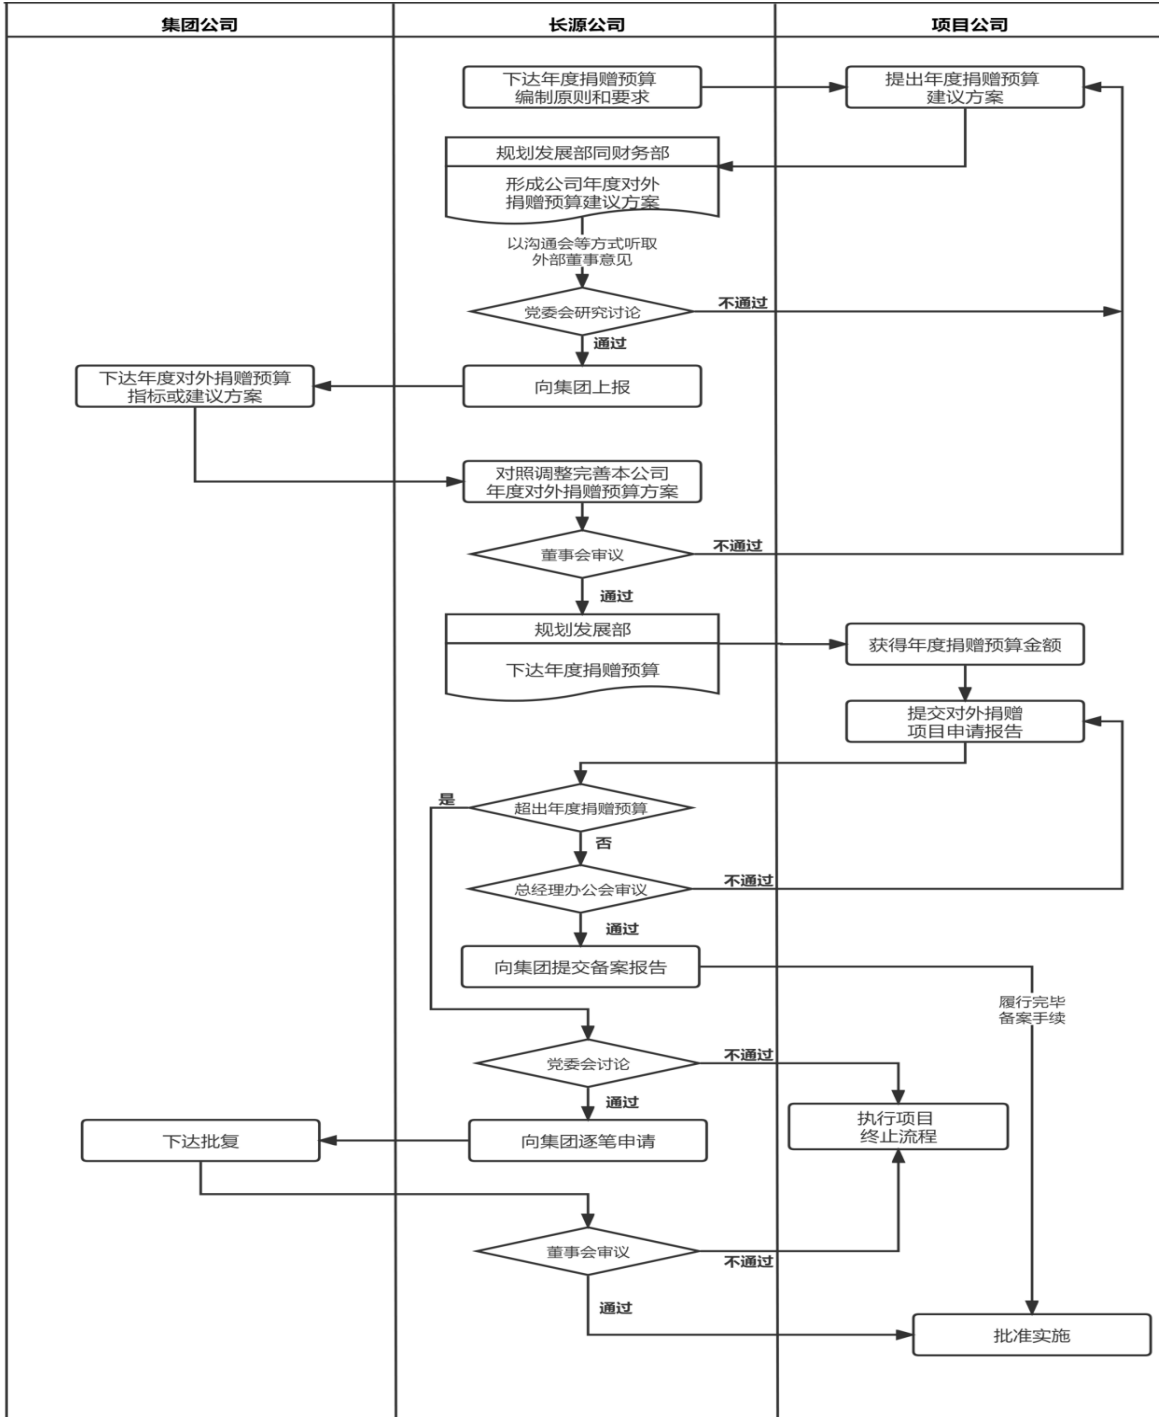 集团公司
长源公司
项目公司
下达年度捐赠预算
编制原则和要求
提出年度捐赠预算
建议方案
规划发展部同财务部
形成公司年度对外
捐赠预算建议方案
以沟通会等方式听取
外部董事意见
党委会研究讨论
不通过
通过
下达年度对外捐赠预算
指标或建议方案
向集团上报
对照调整完善本公司
年度对外捐赠预算方案
董事会审议
不通过
通过
规划发展部
下达年度捐赠预算
获得年度捐赠预算金额
提交对外捐赠
项目申请报告
是
超出年度捐赠预算
否
总经理办公会审议
不通过
通过
向集团提交备案报告
履行完毕
备案手续
党委会讨论
不通过
通过
执行项目
终止流程
下达批复
向集团逐笔申请
董事会审议
不通过
通过
批准实施